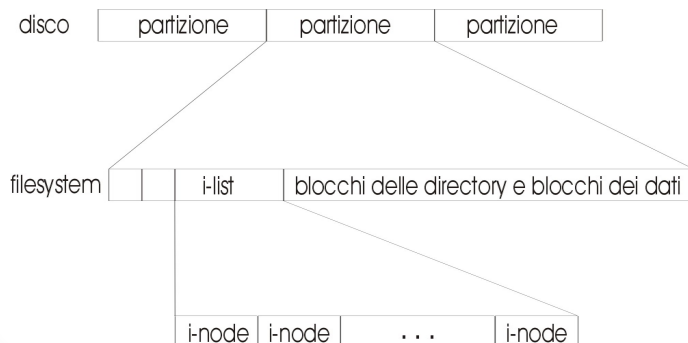 disco partizione partizione partizione
filesystem i-list blocchi delle directory e blocchi dei dati
i-node i-node . . . i-node